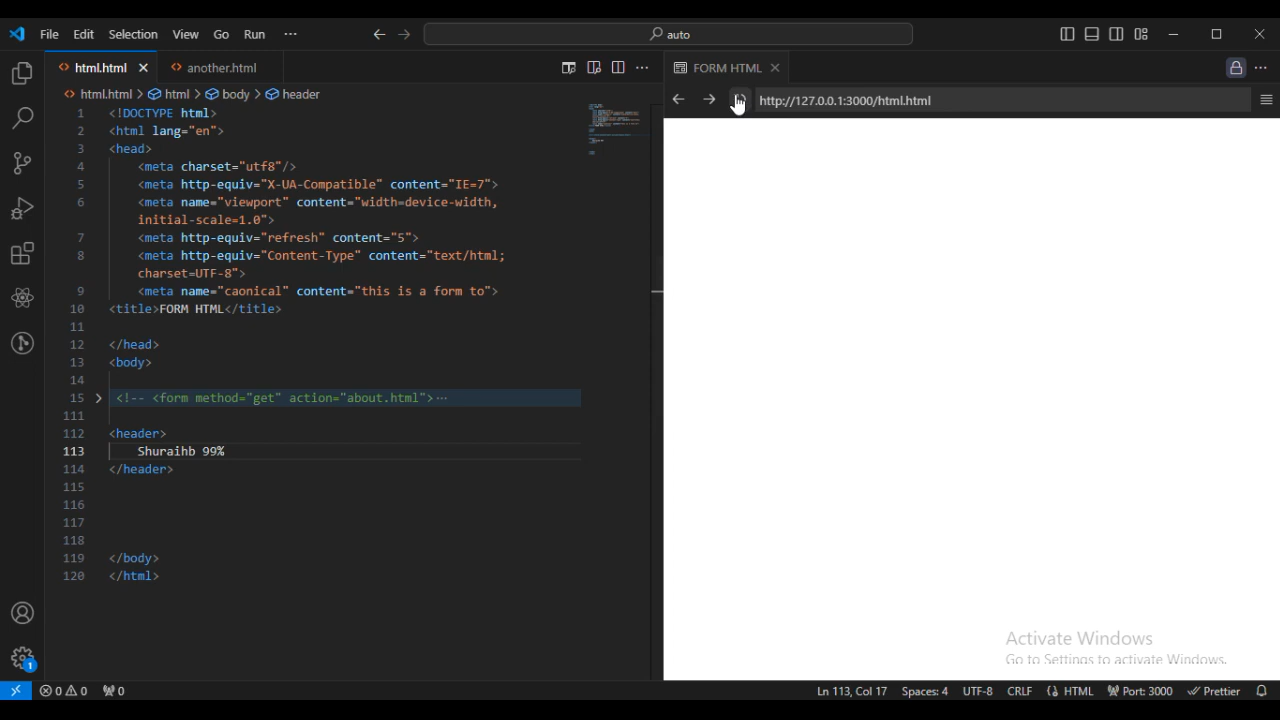 File Edit Selection View Go Run ··· auto
html.html another.html
html.html > html > body > header
1 <!DOCTYPE html>
2 <html lang="en">
3 <head>
4 <meta charset="utf8"/>
5 <meta http-equiv="X-UA-Compatible" content="IE=7">
6 <meta name="viewport" content="width=device-width,
initial-scale=1.0">
7 <meta http-equiv="refresh" content="5">
8 <meta http-equiv="Content-Type" content="text/html;
charset=UTF-8">
9 <meta name="caonical" content="this is a form to">
10 <title>FORM HTML</title>
11
12 </head>
13 <body>
14
15 <!-- <form method="get" action="about.html">···
111
112 <header>
113 Shuraihb 99%
114 </header>
115
116
117
118
119 </body>
120 </html>
FORM HTML
http://127.0.0.1:3000/html.html
Activate Windows
Go to Settings to activate Windows.
1
0 0 0 Ln 113, Col 17 Spaces: 4 UTF-8 CRLF HTML Port: 3000 Prettier